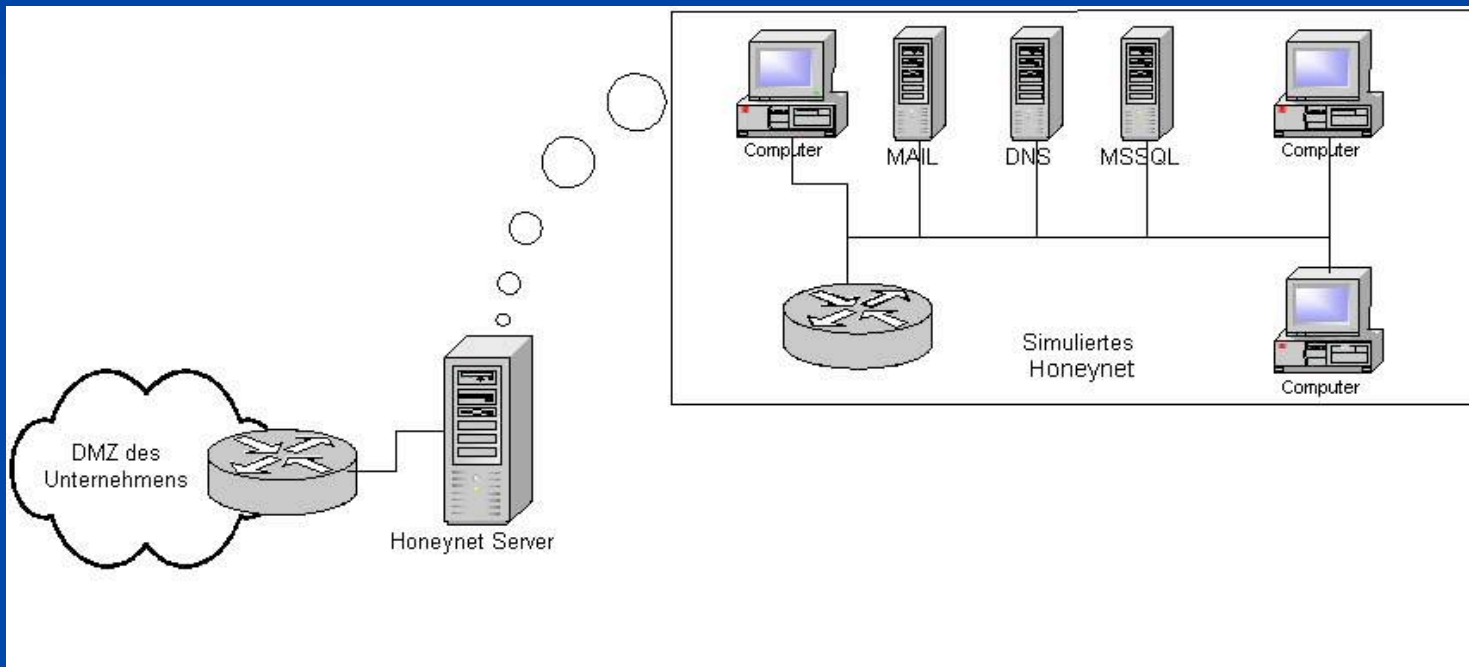 Computer
MAIL
DNS
MSSQL
Computer
Simuliertes
Honeynet
Computer
DMZ des
Unternehmens
Honeynet Server